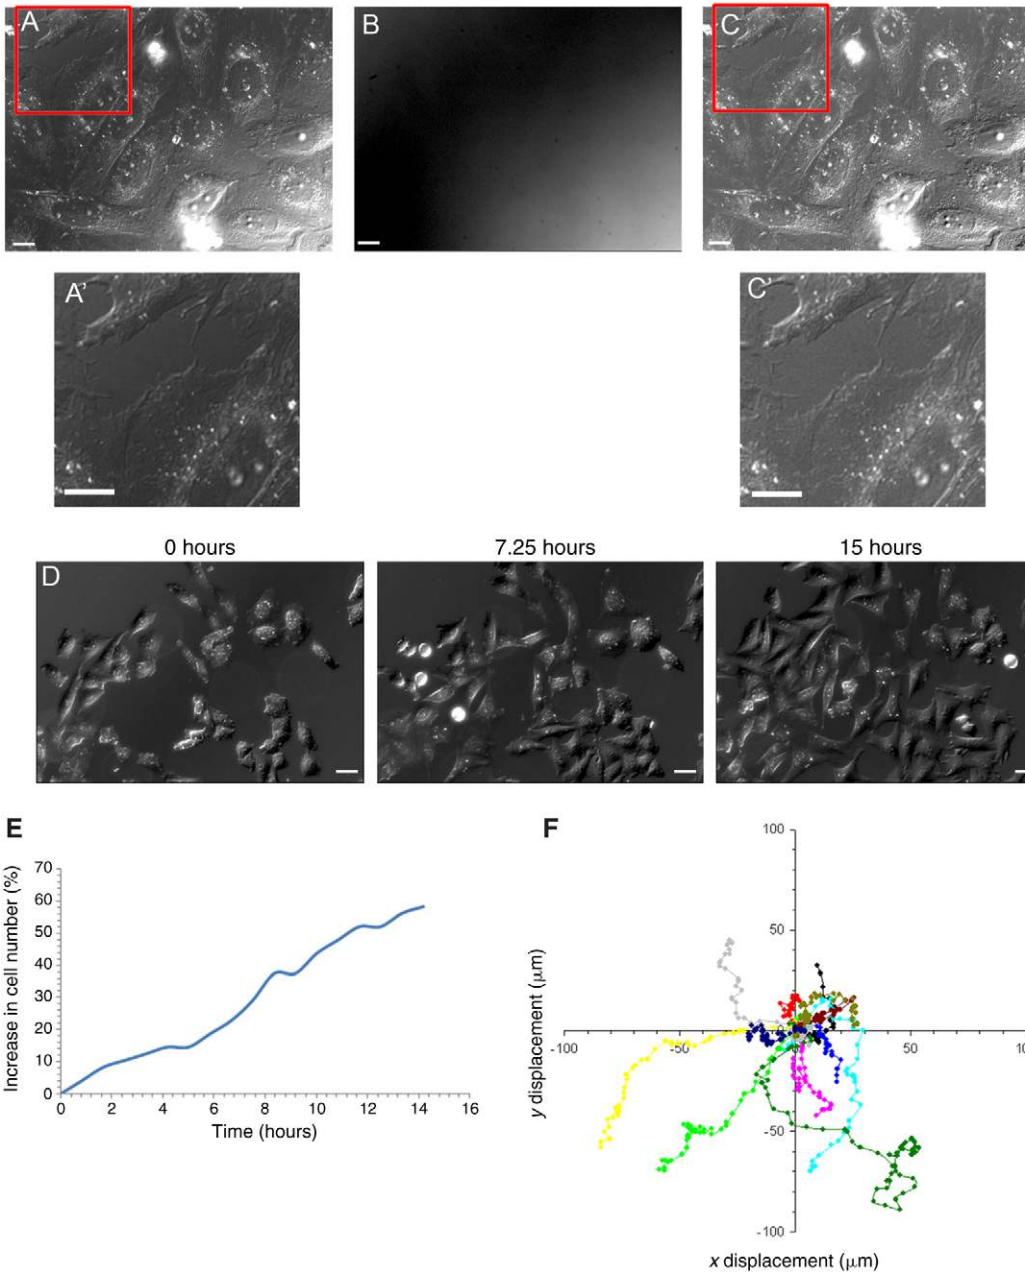 A
B
C
A'
C'
0 hours
7.25 hours
15 hours
D
E
F
Increase in cell number (%)
70
60
50
40
30
20
10
0
0 2 4 6 8 10 12 14 16
Time (hours)
y displacement (μm)
100
50
-100 -50 0 50 100
-50
-100
x displacement (μm)